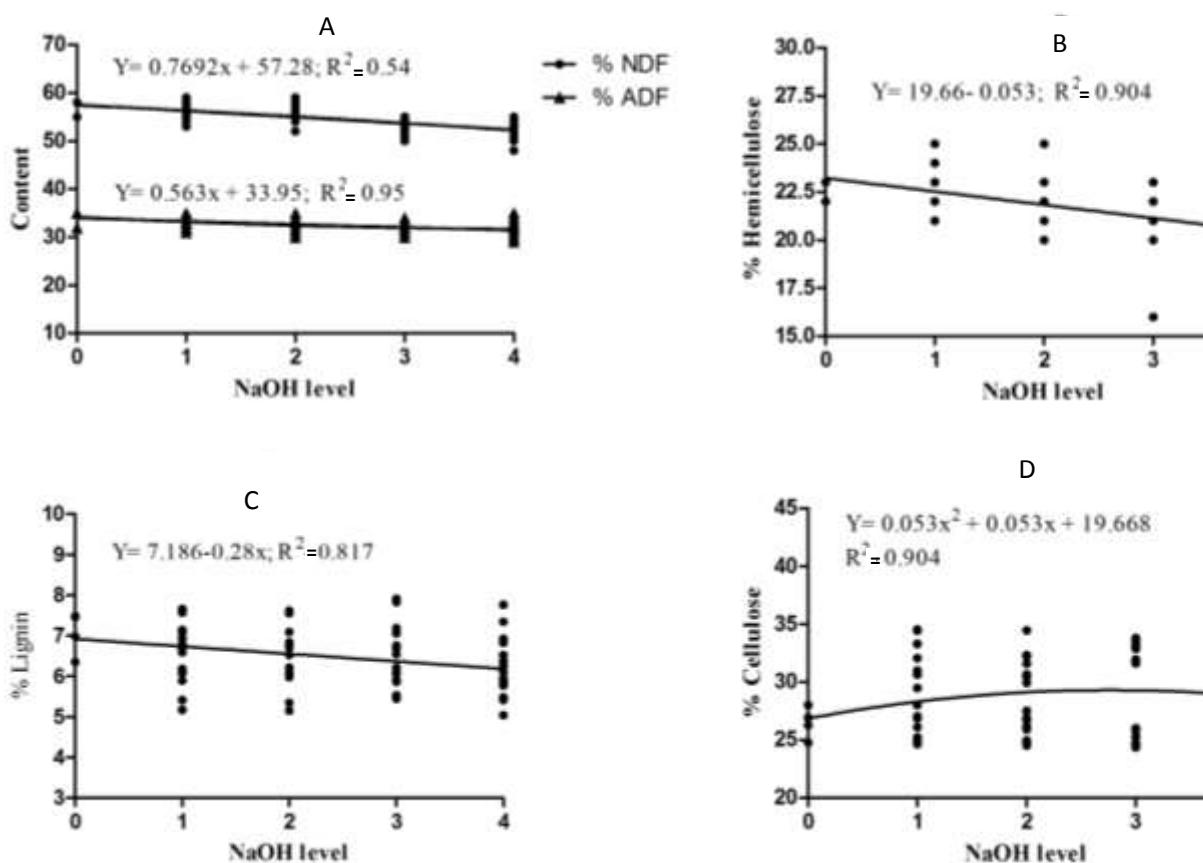 A
70
60
50
40
30
20
10
Content
Y= 0.7692x + 57.28; R²= 0.54
Y= 0.563x + 33.95; R²= 0.95
0 1 2 3 4
NaOH level
% NDF
% ADF
B
30.0
27.5
25.0
22.5
20.0
17.5
15.0
% Hemicellulose
Y= 19.66- 0.053; R²= 0.904
0 1 2 3
NaOH level
C
10
9
8
7
6
5
4
3
% Lignin
Y= 7.186-0.28x; R²=0.817
0 1 2 3 4
NaOH level
D
45
40
35
30
25
20
% Cellulose
Y= 0.053x² + 0.053x + 19.668
R²=0.904
0 1 2 3
NaOH level